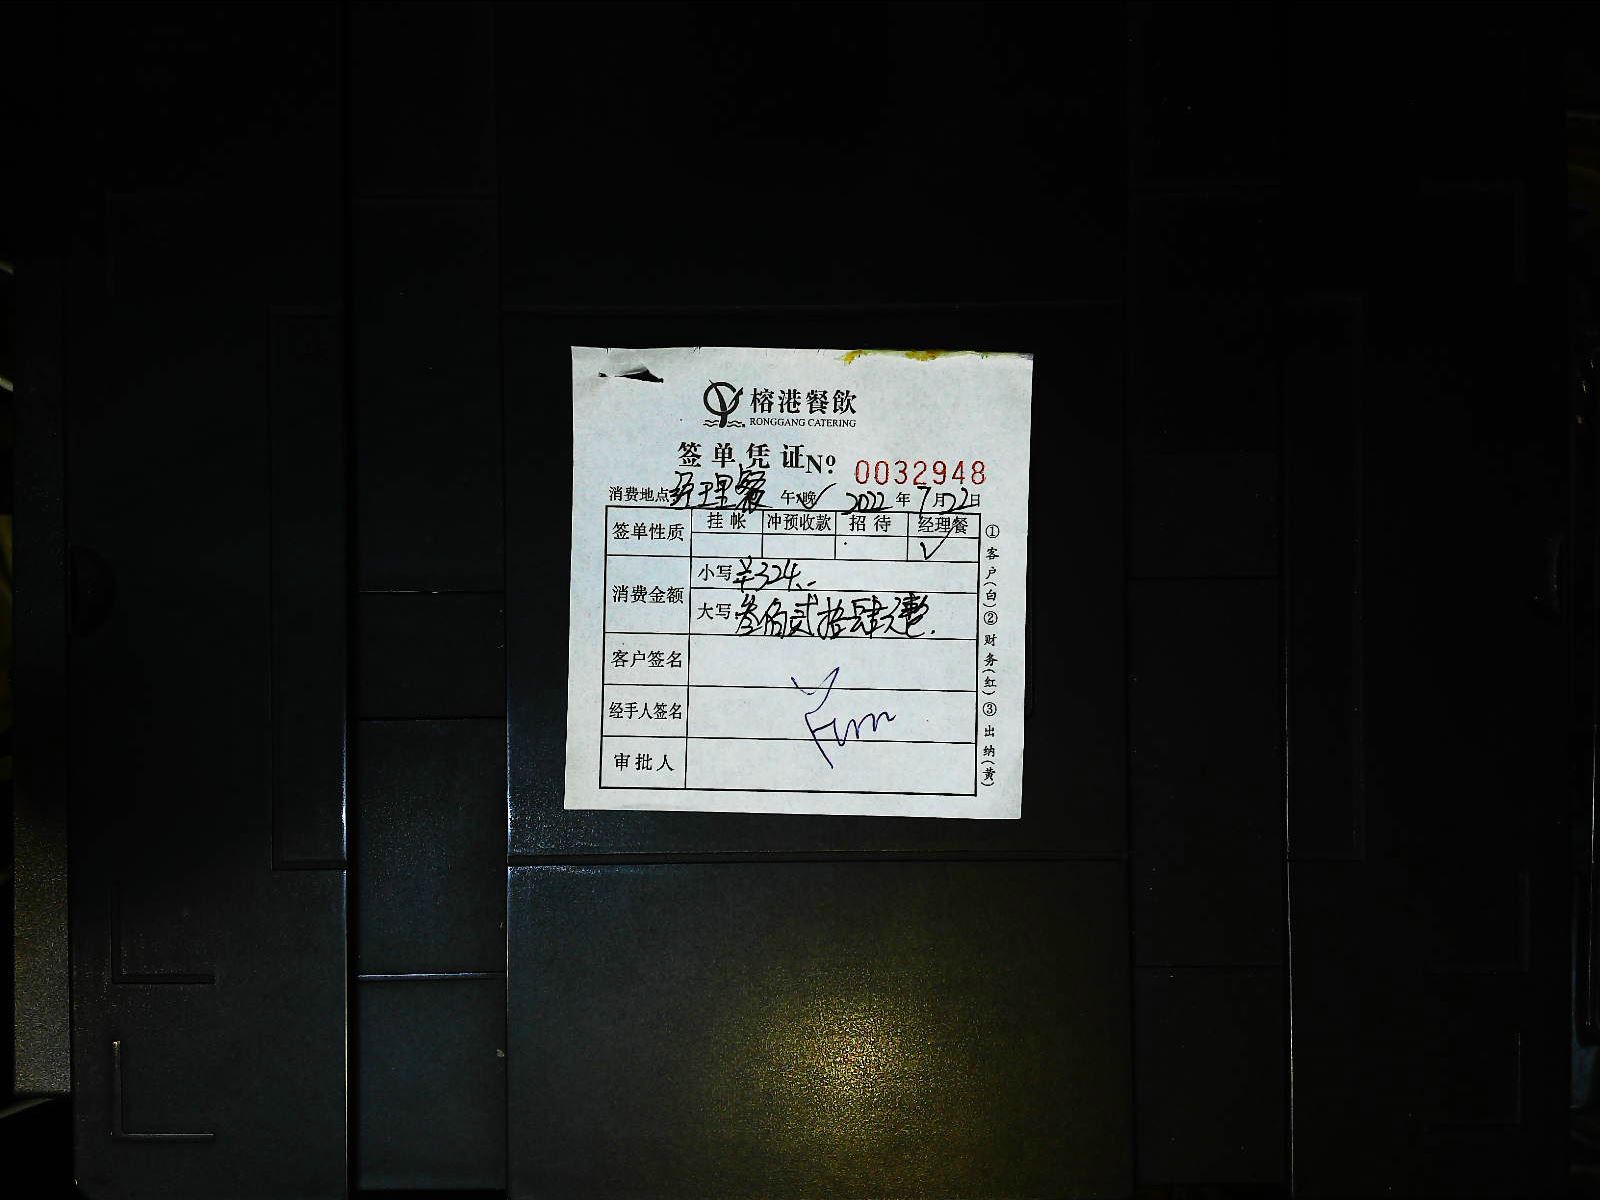 榕港餐飲
RONGGANG CATERING
签单凭证 Nº 0032948
消费地点 经理餐 午、晚 2022 年 7 月 22 日
签单性质 挂帐 冲预收款 招待 经理餐
✓
消费金额 小写 ¥324.-
大写: 叁佰贰拾肆元整.
客户签名
经手人签名
审批人
①客户(白)②财务(红)③出纳(黄)